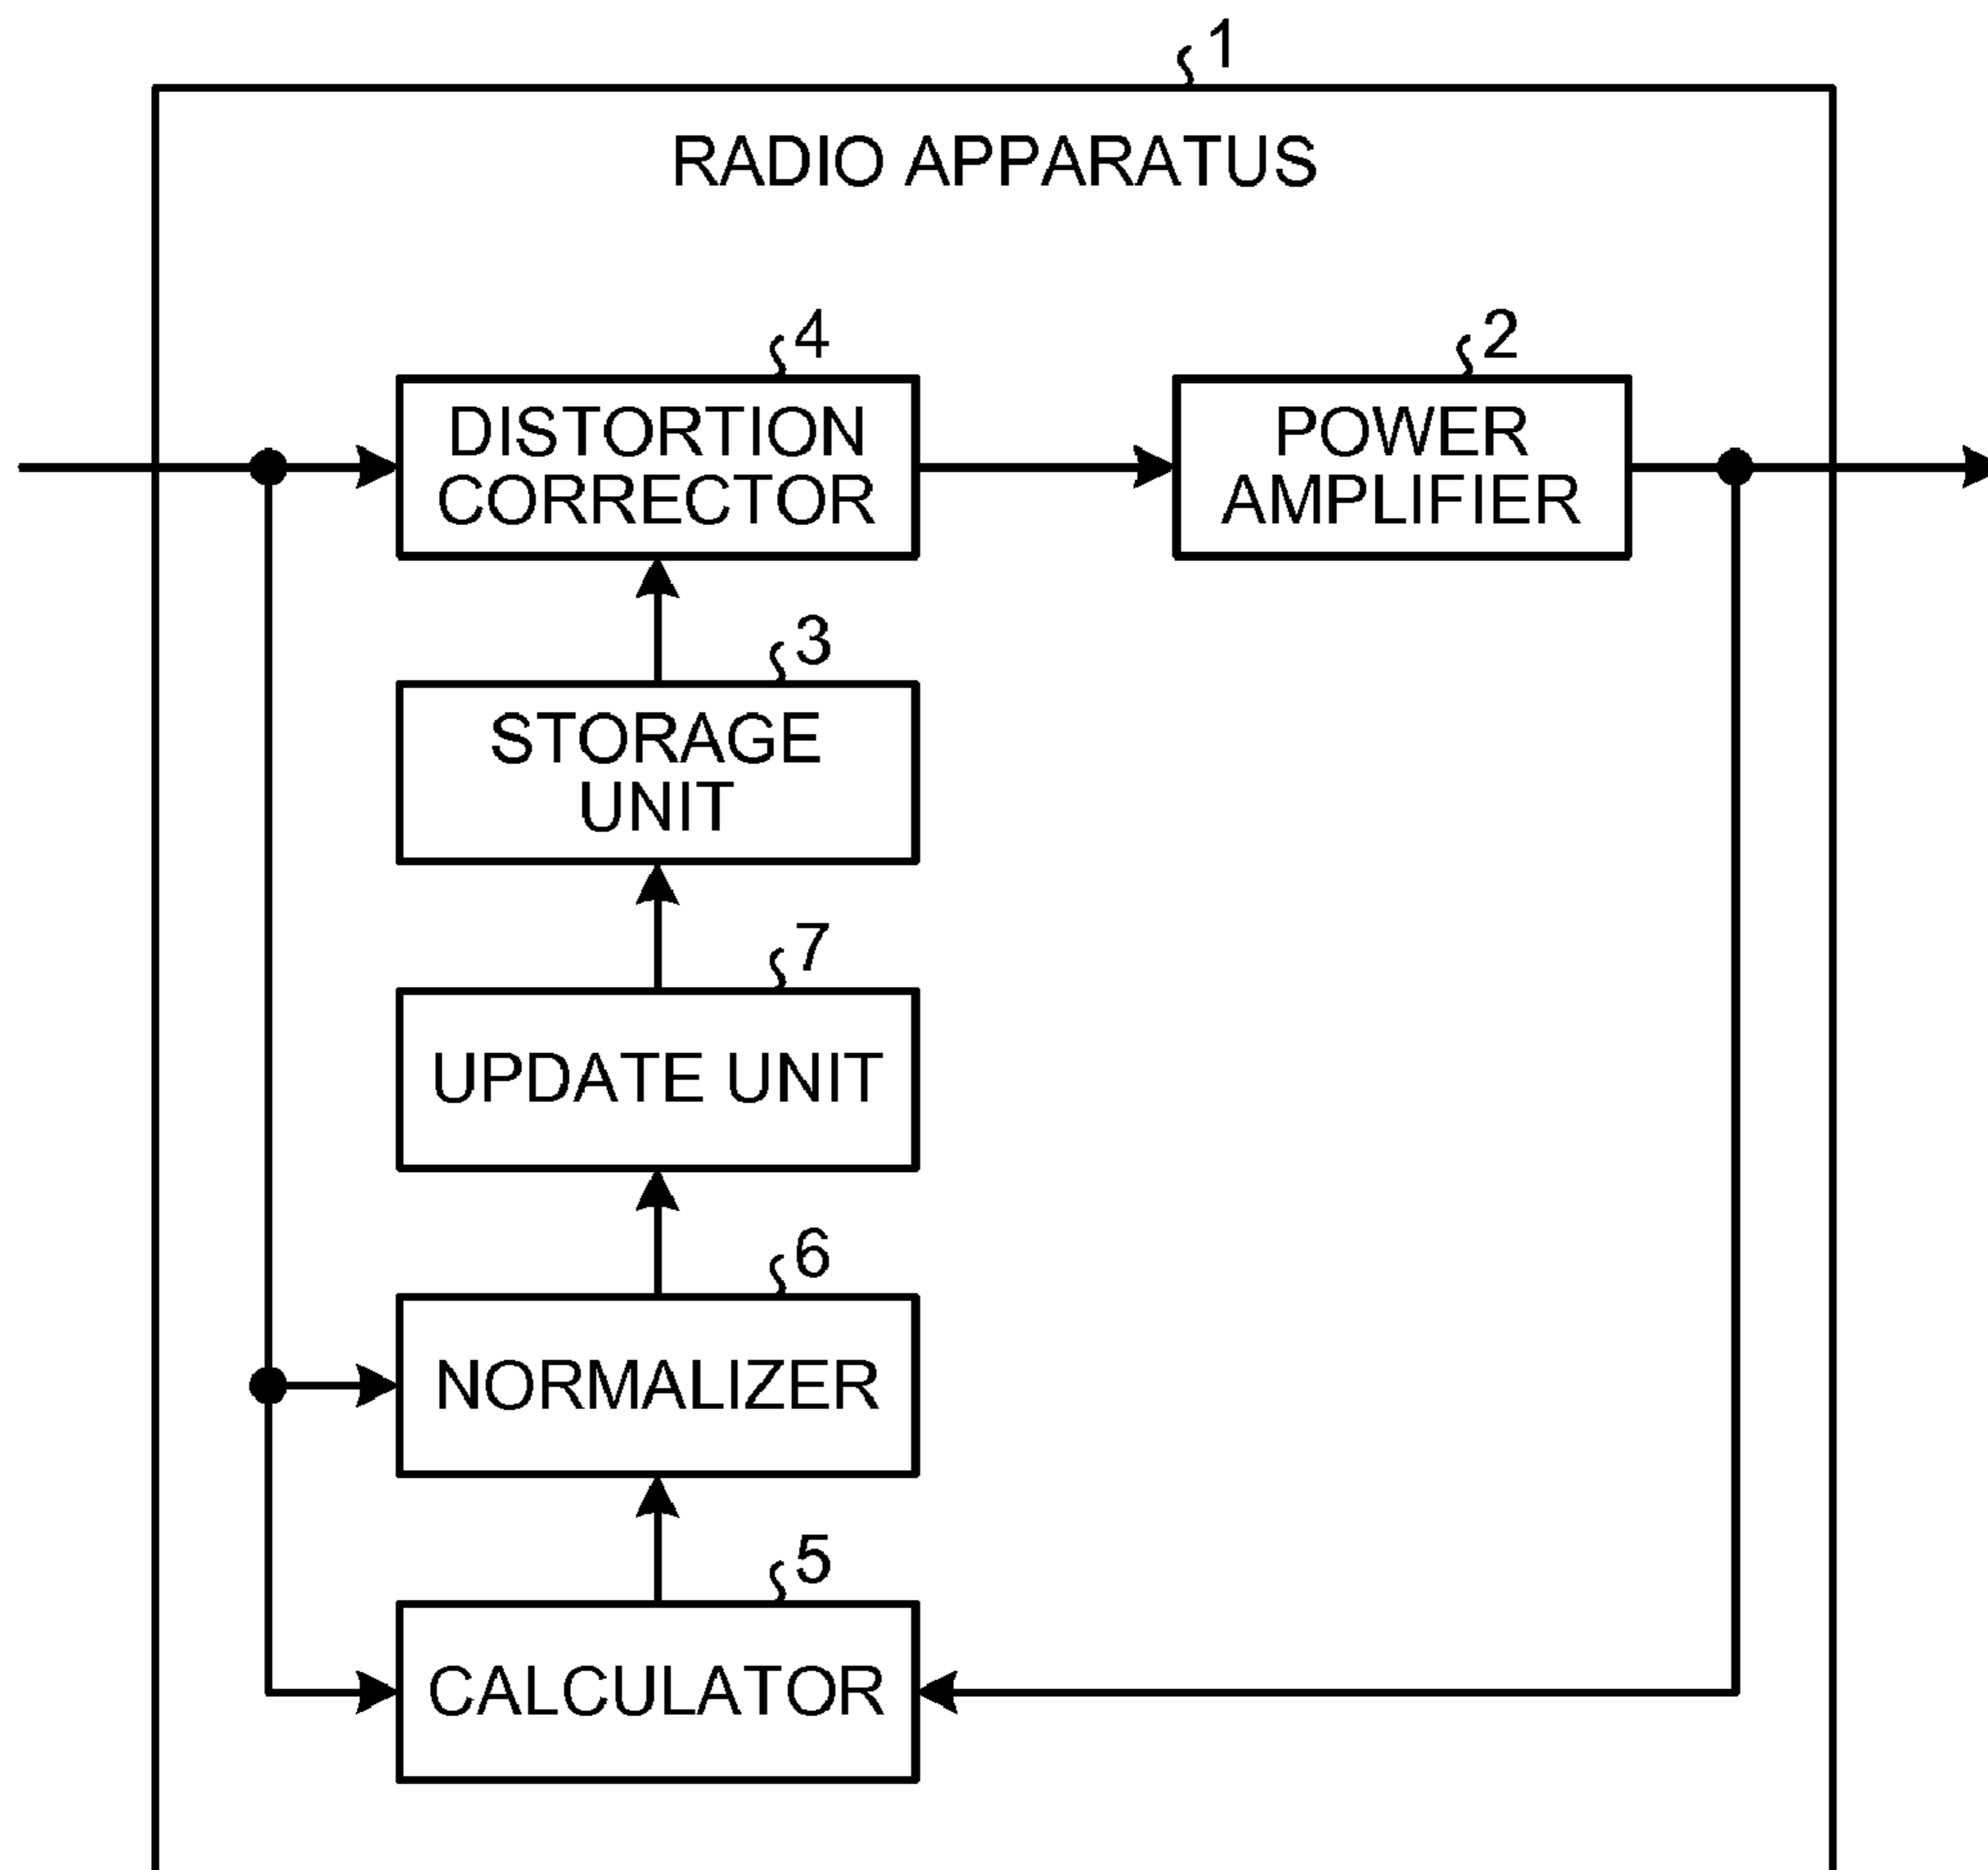 1
RADIO APPARATUS
4
DISTORTION
CORRECTOR
2
POWER
AMPLIFIER
3
STORAGE
UNIT
7
UPDATE UNIT
6
NORMALIZER
5
CALCULATOR